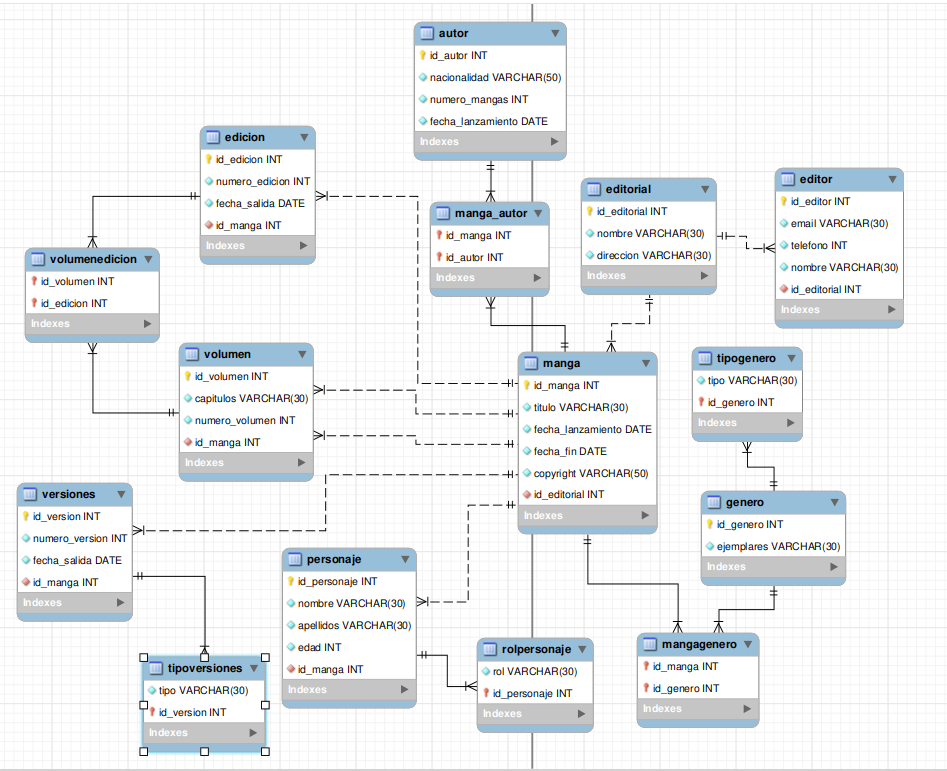 autor
id_autor INT
nacionalidad VARCHAR(50)
numero_mangas INT
fecha_lanzamiento DATE
Indexes
edicion
id_edicion INT
numero_edicion INT
fecha_salida DATE
id_manga INT
Indexes
manga_autor
id_manga INT
id_autor INT
Indexes
editorial
id_editorial INT
nombre VARCHAR(30)
direccion VARCHAR(30)
Indexes
editor
id_editor INT
email VARCHAR(30)
telefono INT
nombre VARCHAR(30)
id_editorial INT
Indexes
volumenedicion
id_volumen INT
id_edicion INT
Indexes
volumen
id_volumen INT
capitulos VARCHAR(30)
numero_volumen INT
id_manga INT
Indexes
manga
id_manga INT
titulo VARCHAR(30)
fecha_lanzamiento DATE
fecha_fin DATE
copyright VARCHAR(50)
id_editorial INT
Indexes
tipogenero
tipo VARCHAR(30)
id_genero INT
Indexes
versiones
id_version INT
numero_version INT
fecha_salida DATE
id_manga INT
Indexes
genero
id_genero INT
ejemplares VARCHAR(30)
Indexes
personaje
id_personaje INT
nombre VARCHAR(30)
apellidos VARCHAR(30)
edad INT
id_manga INT
Indexes
tipoversiones
tipo VARCHAR(30)
id_version INT
Indexes
rolpersonaje
rol VARCHAR(30)
id_personaje INT
Indexes
mangagenero
id_manga INT
id_genero INT
Indexes